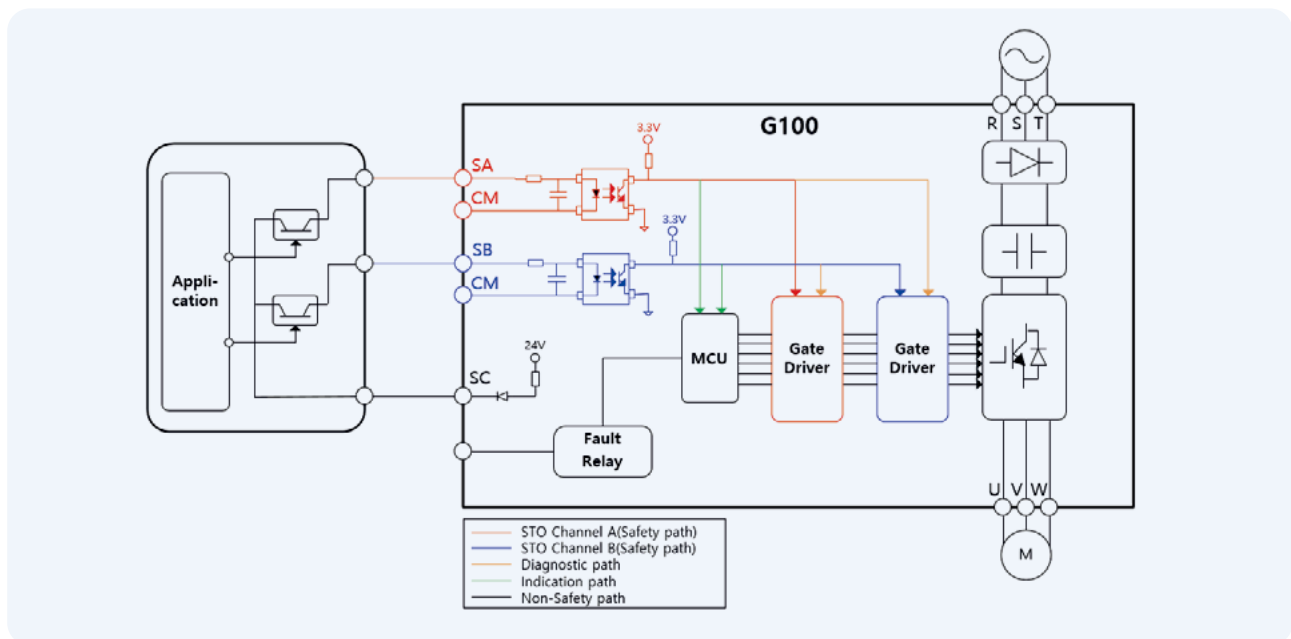 G100
R S T
3.3V
SA
CM
3.3V
SB
CM
Appli-
cation
MCU
Gate
Driver
Gate
Driver
24V
SC
Fault
Relay
U V W
M
STO Channel A(Safety path)
STO Channel B(Safety path)
Diagnostic path
Indication path
Non-Safety path